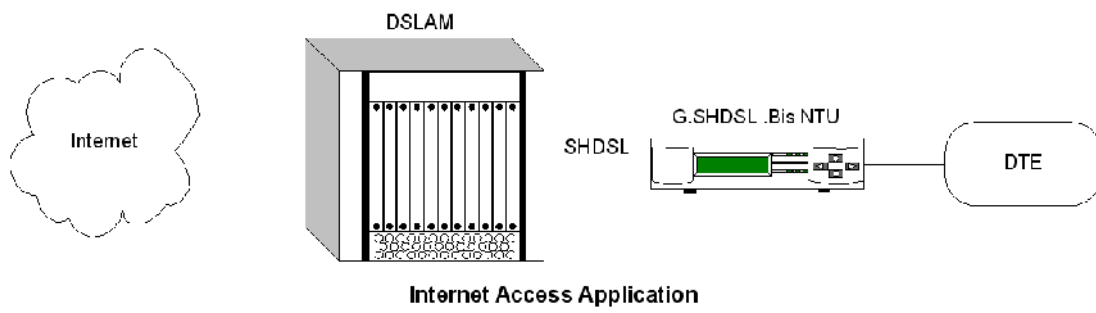 DSLAM
Internet
SHDSL
G.SHDSL .Bis NTU
DTE
Internet Access Application